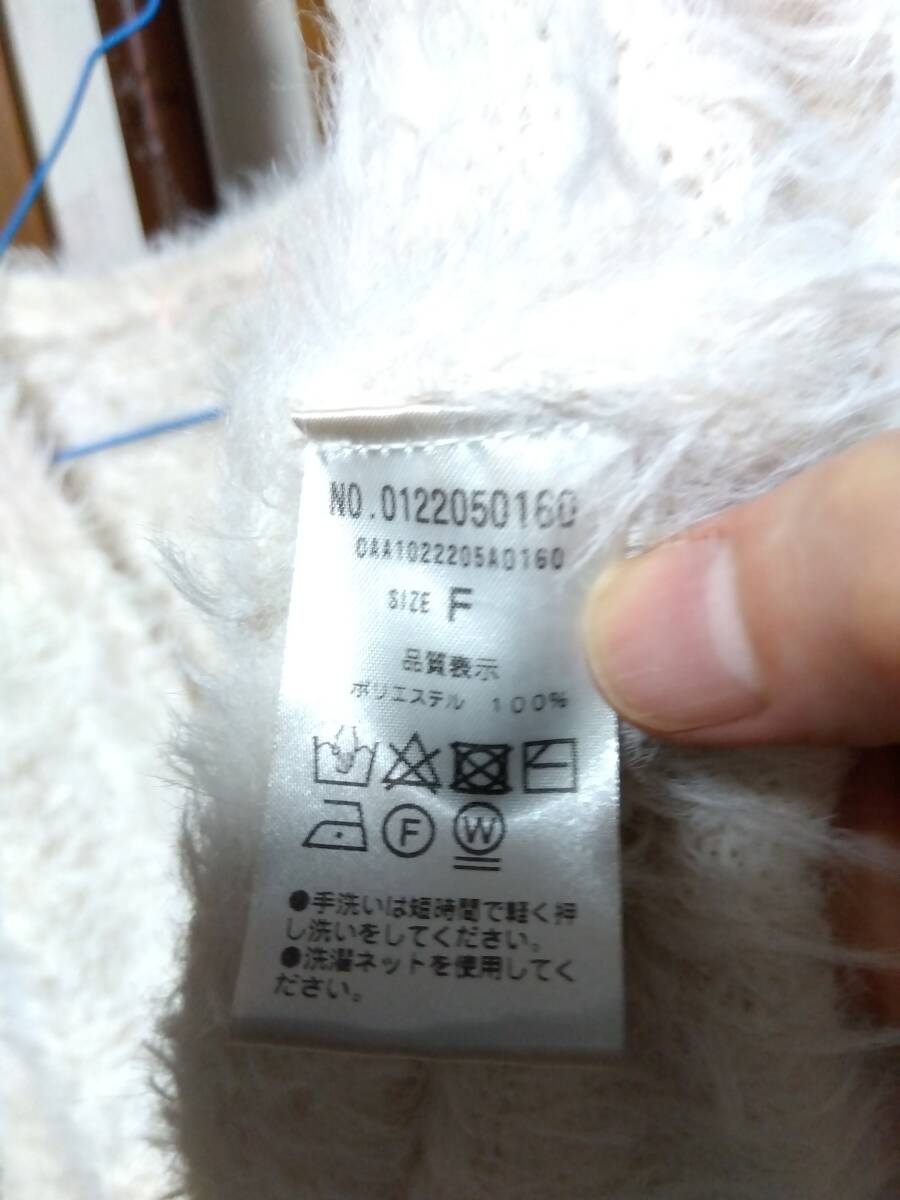 NO.0122050160
CAA1022205A0160
SIZE F
品質表示
ポリエステル 100%
F W
●手洗いは短時間で軽く押
し洗いをしてください。
●洗濯ネットを使用してく
ださい。